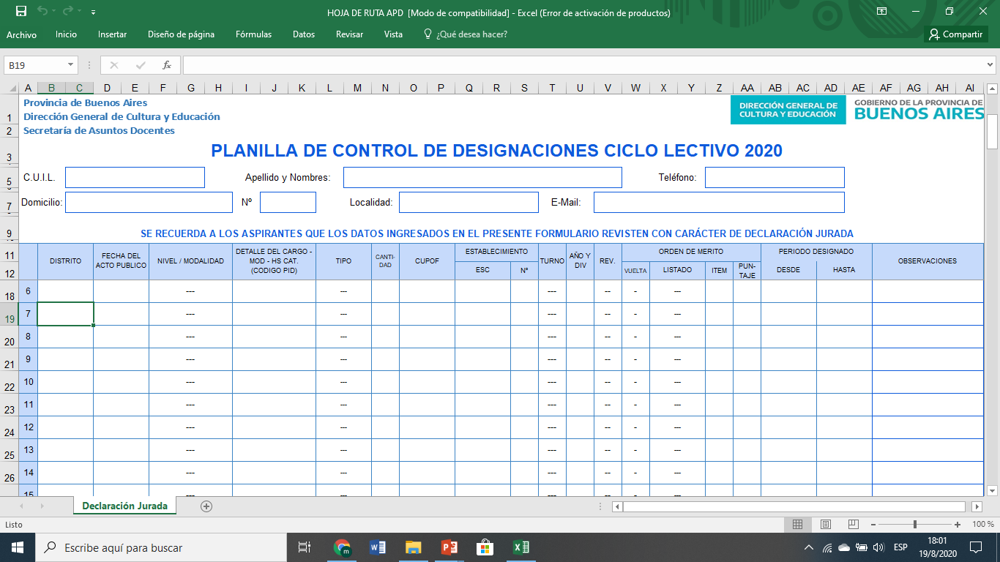 HOJA DE RUTA APD [Modo de compatibilidad] - Excel (Error de activación de productos)
Archivo Inicio Insertar Diseño de página Fórmulas Datos Revisar Vista ¿Qué desea hacer? Compartir
B19 fx
A B C D E F G H I J K L M N O P Q R S T U V W X Y Z AA AB AC AD AE AF AG AH AI
Provincia de Buenos Aires
Dirección General de Cultura y Educación
Secretaría de Asuntos Docentes
DIRECCIÓN GENERAL DE
CULTURA Y EDUCACIÓN
GOBIERNO DE LA PROVINCIA DE
BUENOS AIRES
1
2
3
PLANILLA DE CONTROL DE DESIGNACIONES CICLO LECTIVO 2020
5 C.U.I.L. Apellido y Nombres: Teléfono:
7 Domicilio: Nº Localidad: E-Mail:
9 SE RECUERDA A LOS ASPIRANTES QUE LOS DATOS INGRESADOS EN EL PRESENTE FORMULARIO REVISTEN CON CARÁCTER DE DECLARACIÓN JURADA
11
12
DISTRITO
FECHA DEL
ACTO PUBLICO
NIVEL / MODALIDAD
DETALLE DEL CARGO -
MOD - HS CAT.
(CODIGO PID)
TIPO
CANTI-
DAD
CUPOF
ESTABLECIMIENTO
ESC Nº
TURNO
AÑO Y
DIV
REV.
ORDEN DE MERITO
VUELTA LISTADO ITEM
PUN-
TAJE
PERIODO DESIGNADO
DESDE HASTA
OBSERVACIONES
18 6 --- --- --- -- - ---
19 7 --- --- --- -- - ---
20 8 --- --- --- -- - ---
21 9 --- --- --- -- - ---
22 10 --- --- --- -- - ---
23 11 --- --- --- -- - ---
24 12 --- --- --- -- - ---
25 13 --- --- --- -- - ---
26 14 --- --- --- -- - ---
15 --- --- --- -- - ---
Declaración Jurada
Listo 100 %
Escribe aquí para buscar
ESP
18:01
19/8/2020